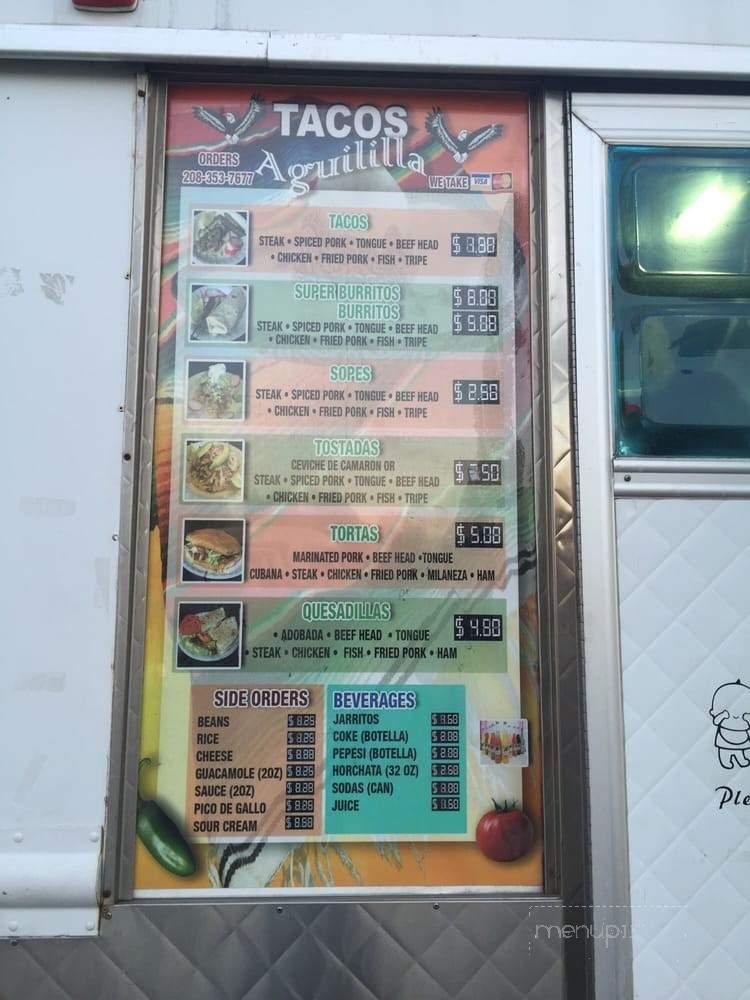 TACOS
Aguililla
ORDERS
208-353-7677
WE TAKE VISA
TACOS
STEAK • SPICED PORK • TONGUE • BEEF HEAD
• CHICKEN • FRIED PORK • FISH • TRIPE
SUPER BURRITOS
BURRITOS
STEAK • SPICED PORK • TONGUE • BEEF HEAD
• CHICKEN • FRIED PORK • FISH • TRIPE
$ 5.00
SOPES
STEAK • SPICED PORK • TONGUE • BEEF HEAD
• CHICKEN • FRIED PORK • FISH • TRIPE
$ 2.50
TOSTADAS
CEVICHE DE CAMARON OR
STEAK • SPICED PORK • TONGUE • BEEF HEAD
• CHICKEN • FRIED PORK • FISH • TRIPE
TORTAS
$ 5.00
MARINATED PORK • BEEF HEAD •TONGUE
CUBANA • STEAK • CHICKEN • FRIED PORK • MILANEZA • HAM
QUESADILLAS
• ADOBADA • BEEF HEAD • TONGUE
• STEAK • CHICKEN • FISH • FRIED PORK • HAM
SIDE ORDERS
BEANS
RICE
CHEESE
GUACAMOLE (2OZ)
SAUCE (2OZ)
PICO DE GALLO
SOUR CREAM
BEVERAGES
JARRITOS
COKE (BOTELLA)
PEPESI (BOTELLA)
HORCHATA (32 OZ)
SODAS (CAN)
JUICE
Ple
menupix